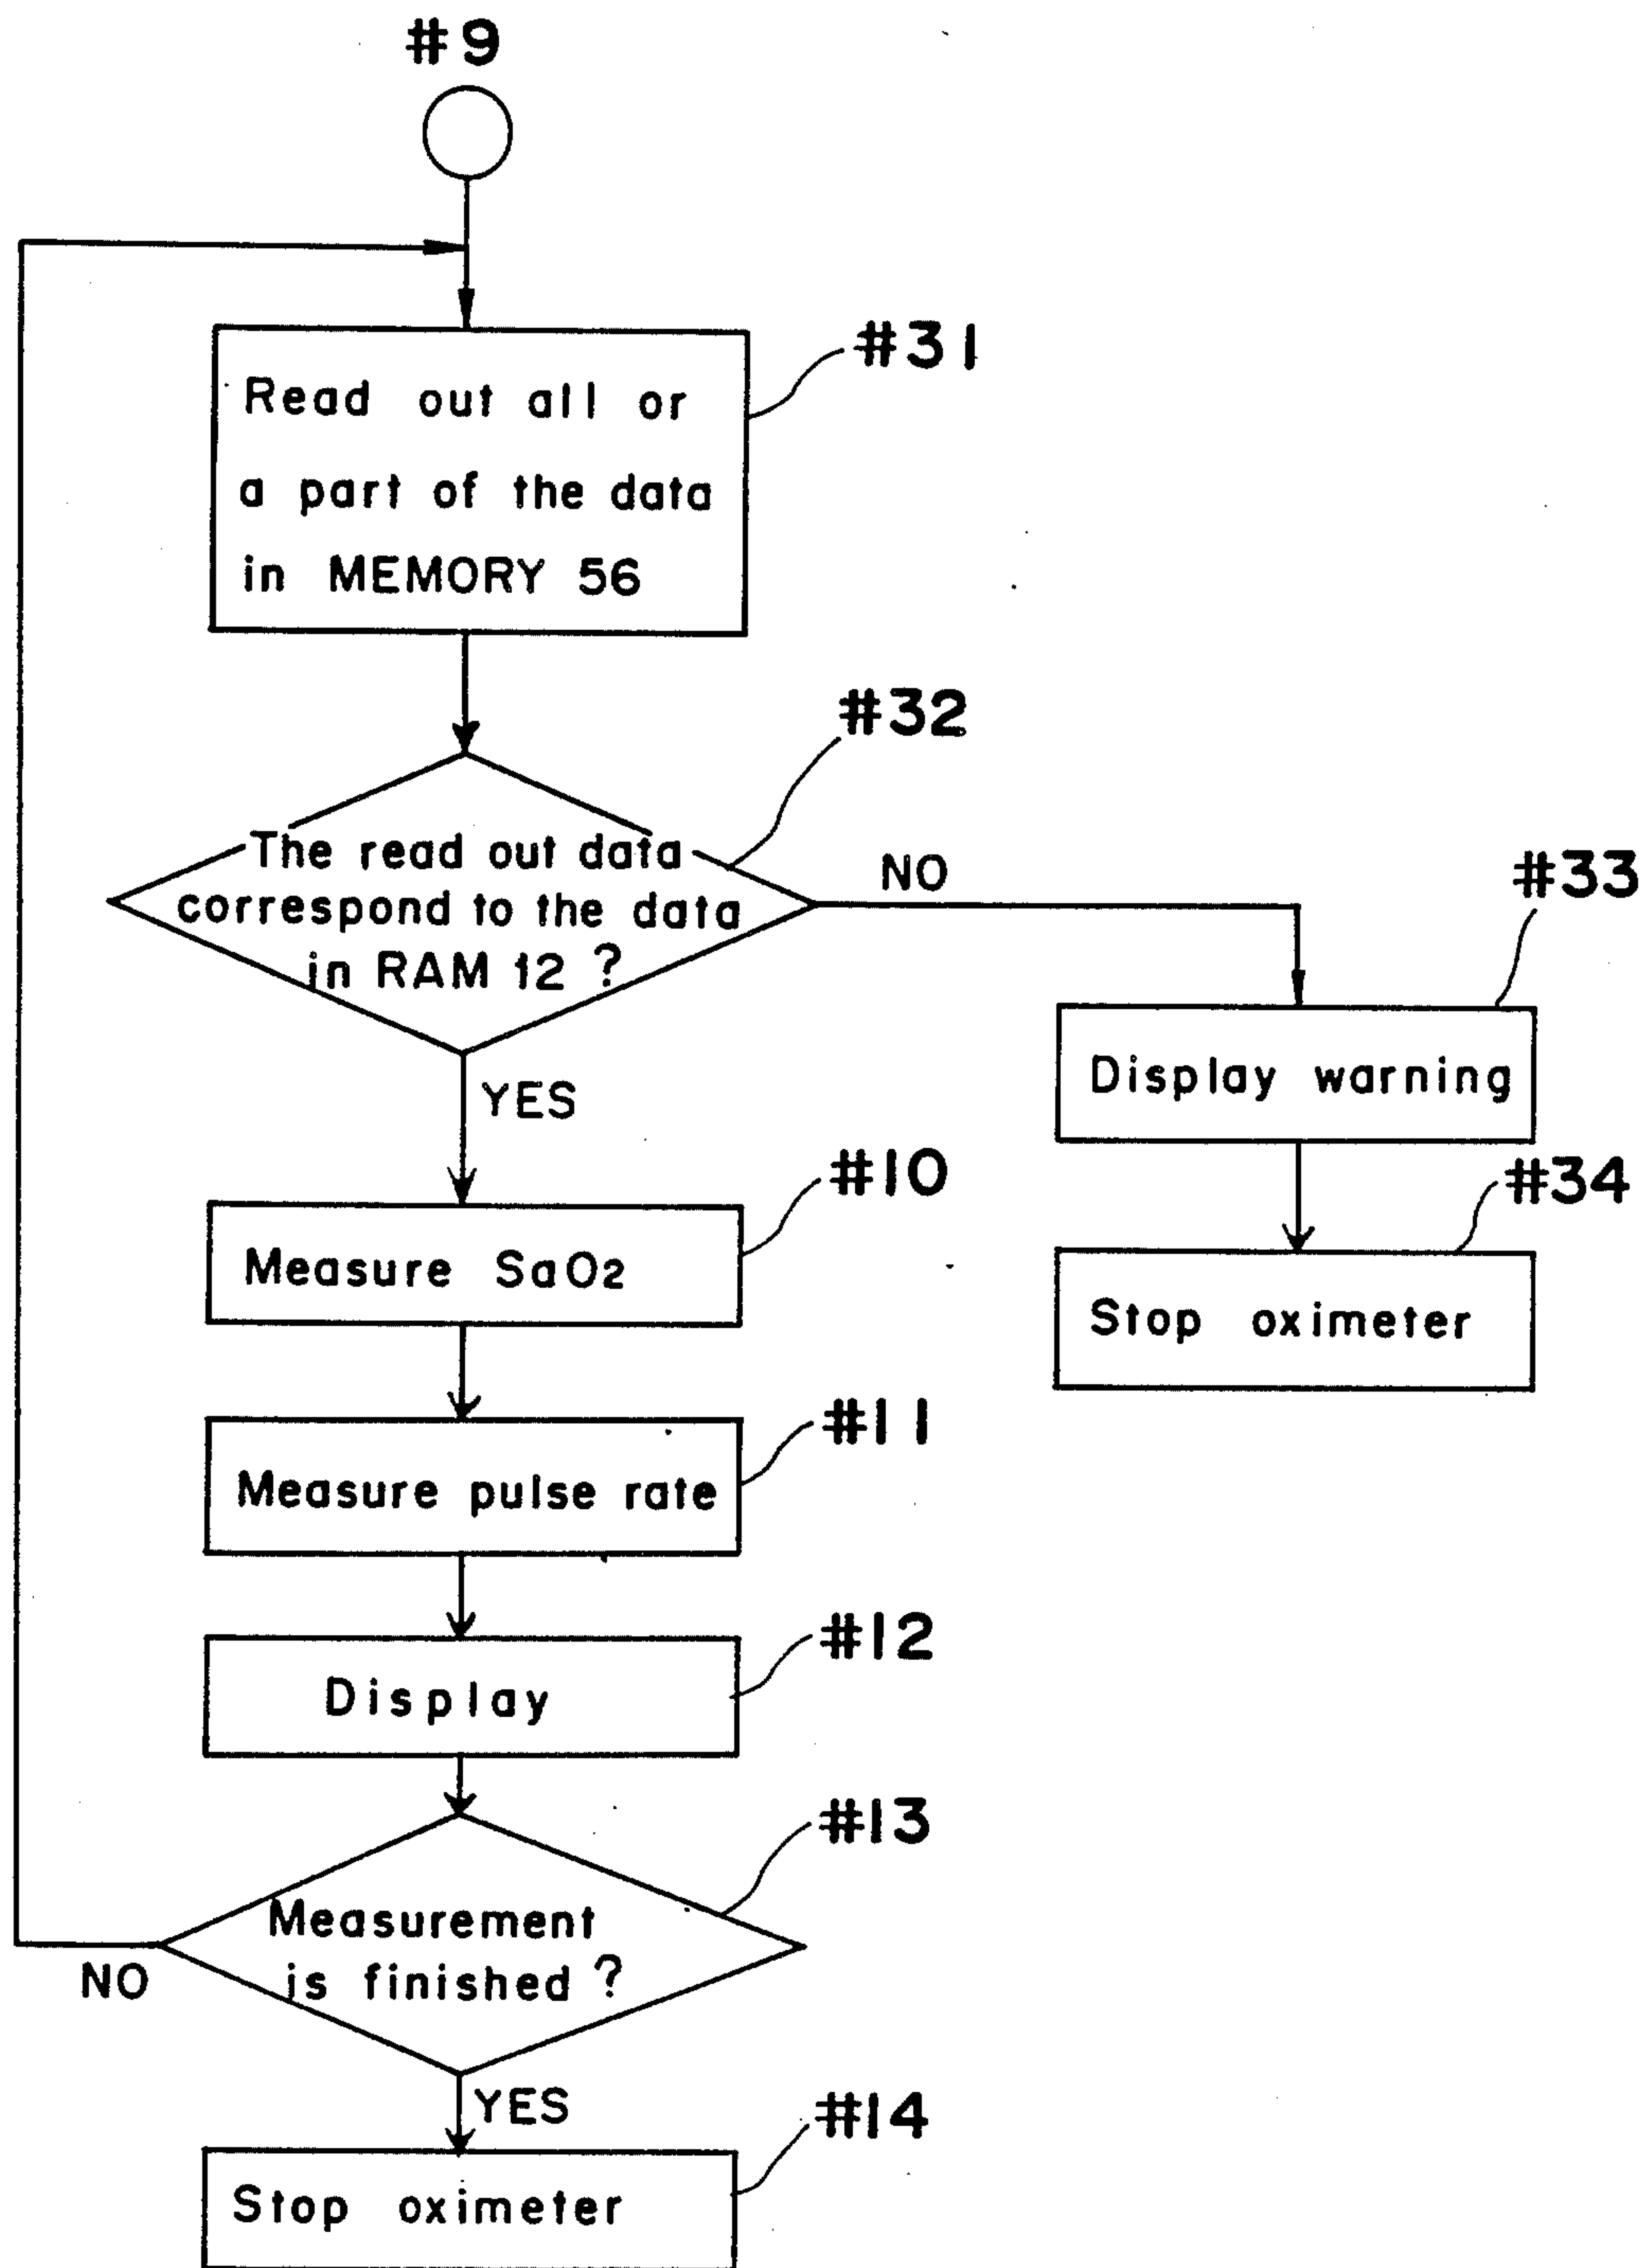 #9
#31
Read out all or
a part of the data
in MEMORY 56
#32
The read out data
correspond to the data
in RAM 12 ?
NO
#33
Display warning
YES
#34
Stop oximeter
#10
Measure SaO2
#11
Measure pulse rate
#12
Display
#13
Measurement
is finished ?
NO
YES
#14
Stop oximeter